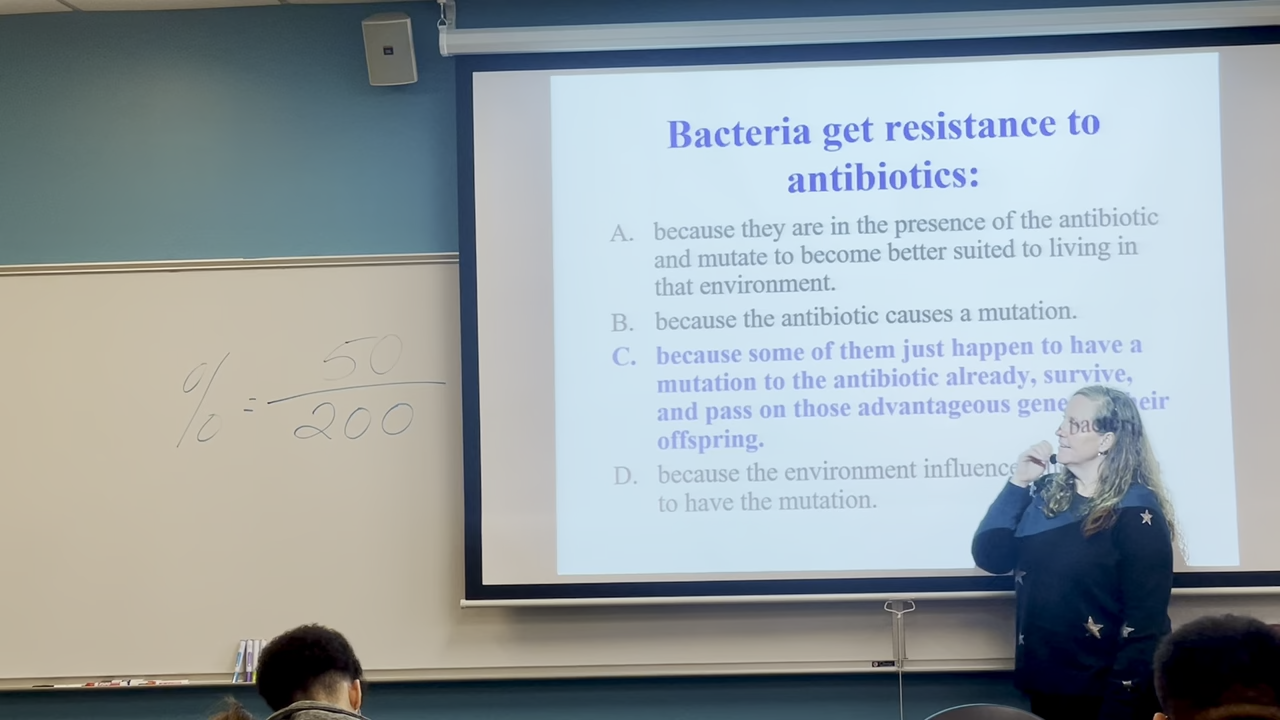 Bacteria get resistance to
antibiotics:
A. because they are in the presence of the antibiotic
and mutate to become better suited to living in
that environment.
B. because the antibiotic causes a mutation.
C. because some of them just happen to have a
mutation to the antibiotic already, survive,
and pass on those advantageous gene heir
offspring.
D. because the environment influence bacteri
to have the mutation.
% = 50
200